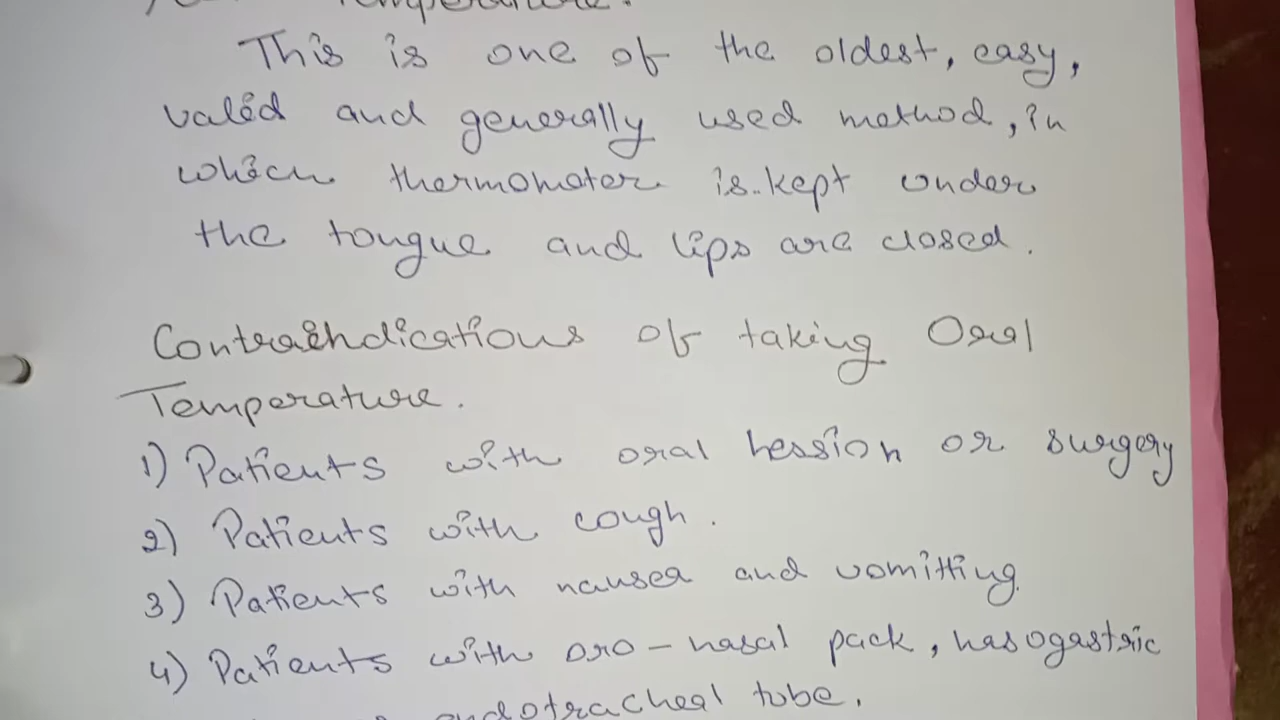 Temperature.
This is one of the oldest, easy,
valid and generally used method, in
which thermometer is kept under
the tongue and lips are closed.
Contraindications of taking Oral
Temperature.
1) Patients with oral lession or surgery
2) Patients with cough.
3) Patients with nausea and vomitting.
4) Patients with oro-nasal pack, nasogastric
endotracheal tube.